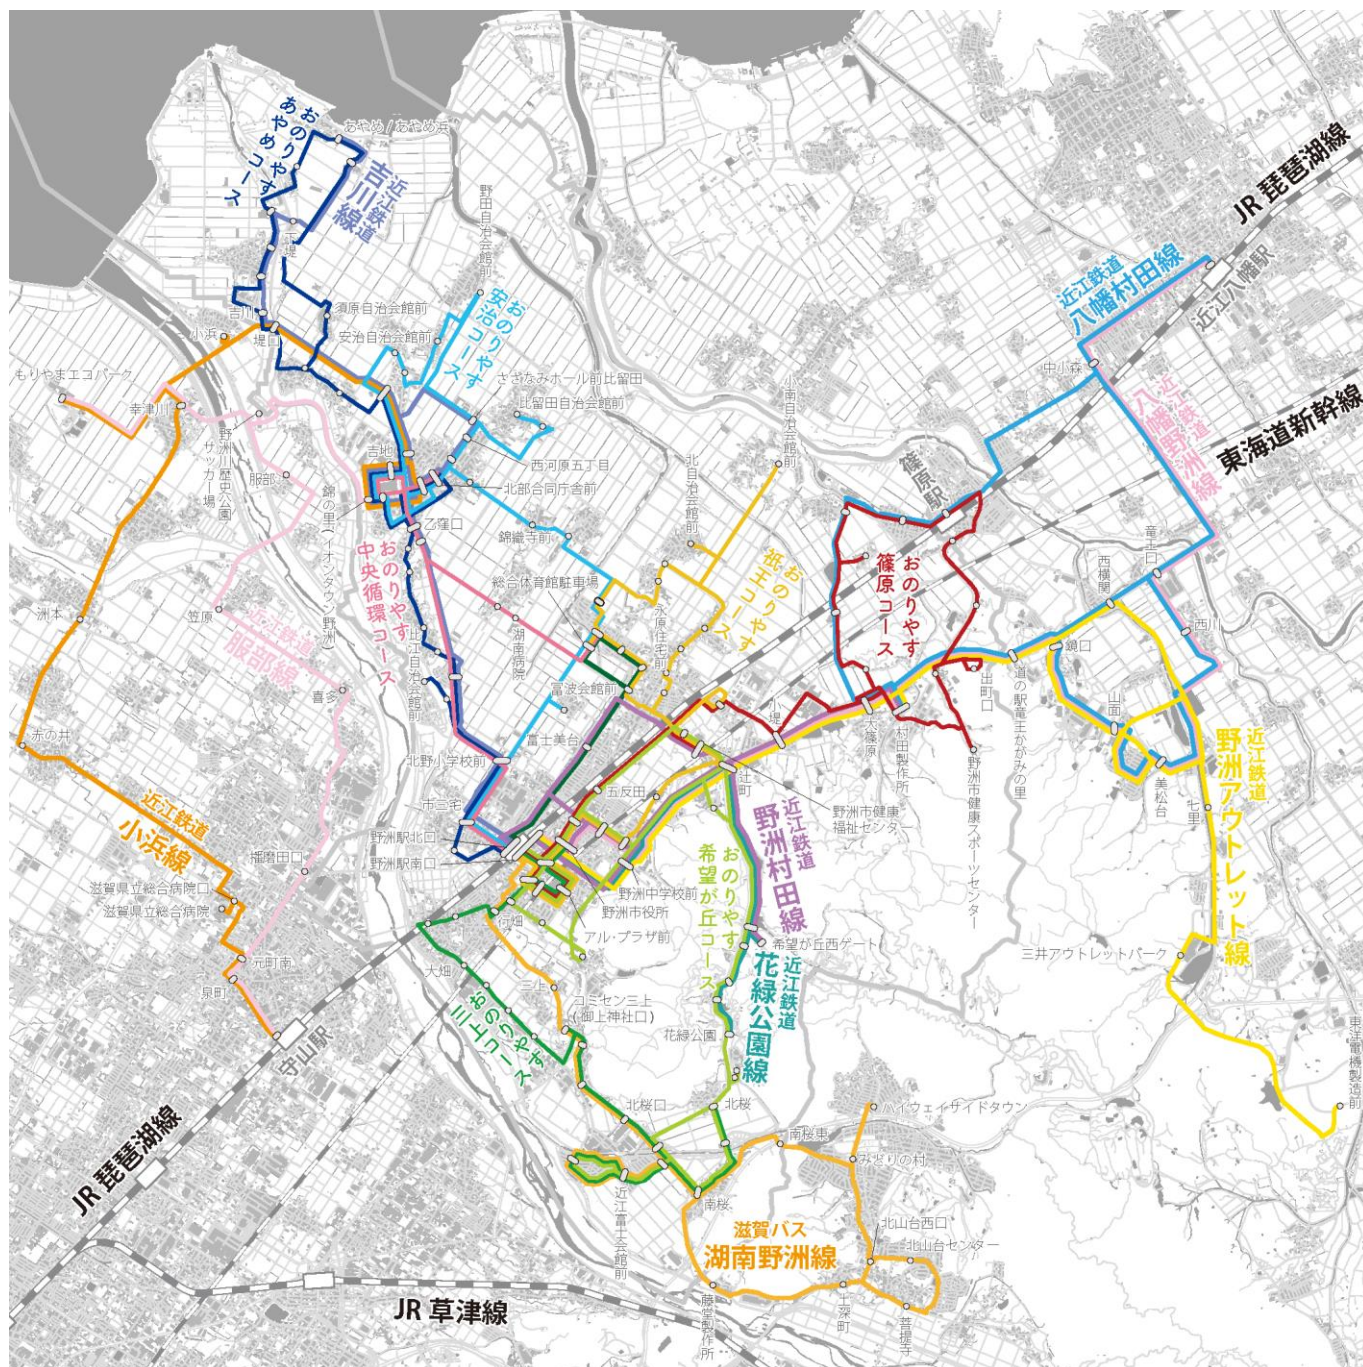 おのりやす
あやめコース
あやめ / あやめ浜
近江鉄道
吉川線
野田自治会館前
JR 琵琶湖線
近江鉄道
八幡村田線
近江八幡駅
吉川
須原自治会館前
安治自治会館前
おのりやす
安治コース
小浜
堤口
もりやまエコパーク
幸津川
ささなみホール前比留田
比留田自治会館前
小南自治会館前
中小森
近江鉄道
八幡野洲線
東海道新幹線
野洲川歴史公園
サッカー場
服部
吉地
西河原五丁目
北部合同庁舎前
北自治会館前
篠原駅
錦の里(イオンタウン野洲)
乙窪口
錦織寺前
竜王口
西横関
おのりやす
中央循環コース
総合体育館駐車場
おのりやす
祇王コース
おのりやす
篠原コース
洲本
笠原
近江鉄道
服部線
比江自治会館前
湖南病院
永原住宅前
西川
鏡口
喜多
冨波会館前
小堤
大篠原
村田製作所
出町口
道の駅竜王かがみの里
山面
赤の井
富士美台
北野小学校前
辻町
野洲市健康スポーツセンター
美松台
近江鉄道
野洲アウトレット線
七里
近江鉄道
小浜線
市三宅
五反田
野洲駅北口
野洲駅南口
野洲市健康
福祉センター
播磨田口
近江鉄道
野洲村田線
おのりやす
希望が丘コース
滋賀県立総合病院口
滋賀県立総合病院
野洲中学校前
野洲市役所
行畑
アル・プラザ前
希望が丘西ゲート
三井アウトレットパーク
元町南
泉町
大畑
三上
コミセン三上
(御上神社口)
近江鉄道
花緑公園線
おのりやす
三上コース
花緑公園
守山駅
東洋電機製造前
北桜口
北桜
ハイウェイサイドタウン
南桜東
みどりの村
JR 琵琶湖線
近江富士会館前
南桜
滋賀バス
湖南野洲線
北山台西口
北山台センター
JR 草津線
藤堂製作所
土深町
菩提寺